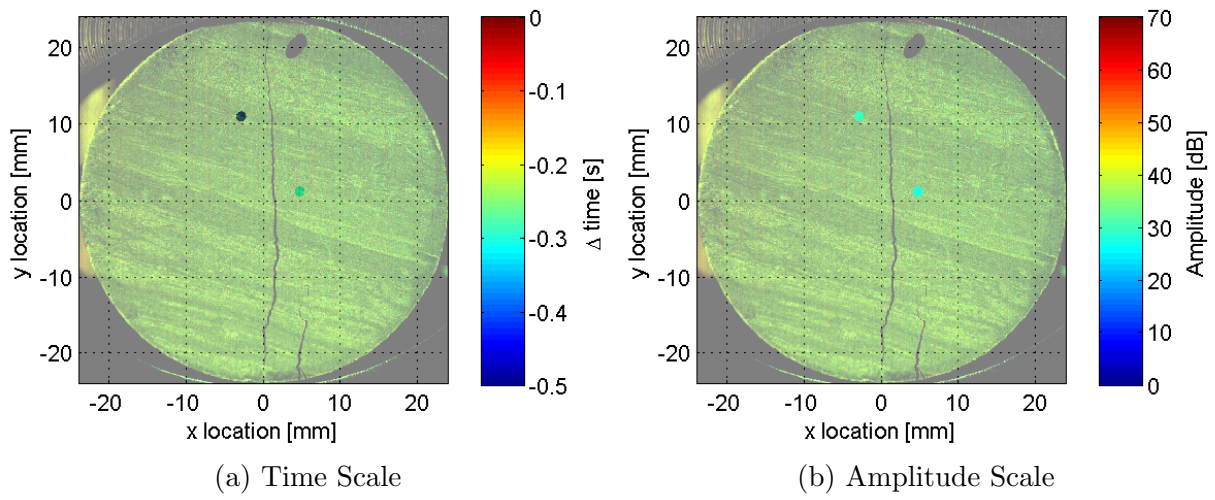 20
10
0
-10
-20
y location [mm]
-20 -10 0 10 20
x location [mm]
0
-0.1
-0.2
-0.3
-0.4
-0.5
Δ time [s]
(a) Time Scale
20
10
0
-10
-20
y location [mm]
-20 -10 0 10 20
x location [mm]
70
60
50
40
30
20
10
0
Amplitude [dB]
(b) Amplitude Scale